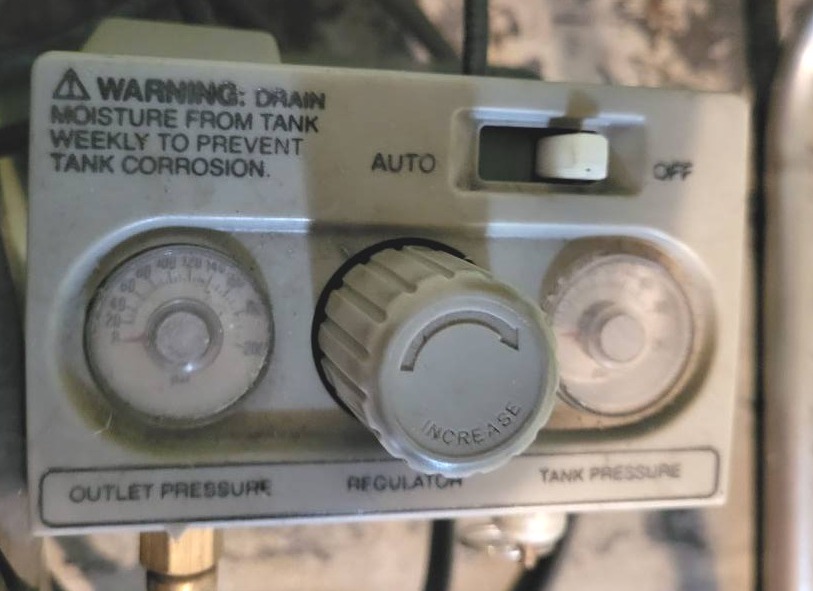 ⚠ WARNING: DRAIN
MOISTURE FROM TANK
WEEKLY TO PREVENT
TANK CORROSION.
AUTO
OFF
INCREASE
OUTLET PRESSURE
REGULATOR
TANK PRESSURE